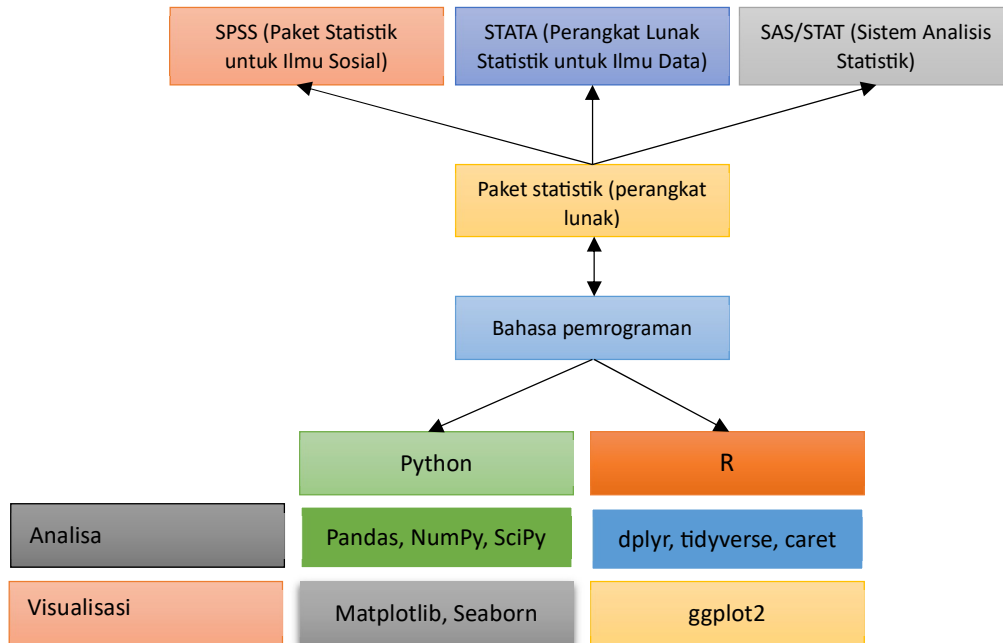 SPSS (Paket Statistik
untuk Ilmu Sosial)
STATA (Perangkat Lunak
Statistik untuk Ilmu Data)
SAS/STAT (Sistem Analisis
Statistik)
Paket statistik (perangkat
lunak)
Bahasa pemrograman
Python
R
Analisa
Pandas, NumPy, SciPy
dplyr, tidyverse, caret
Visualisasi
Matplotlib, Seaborn
ggplot2